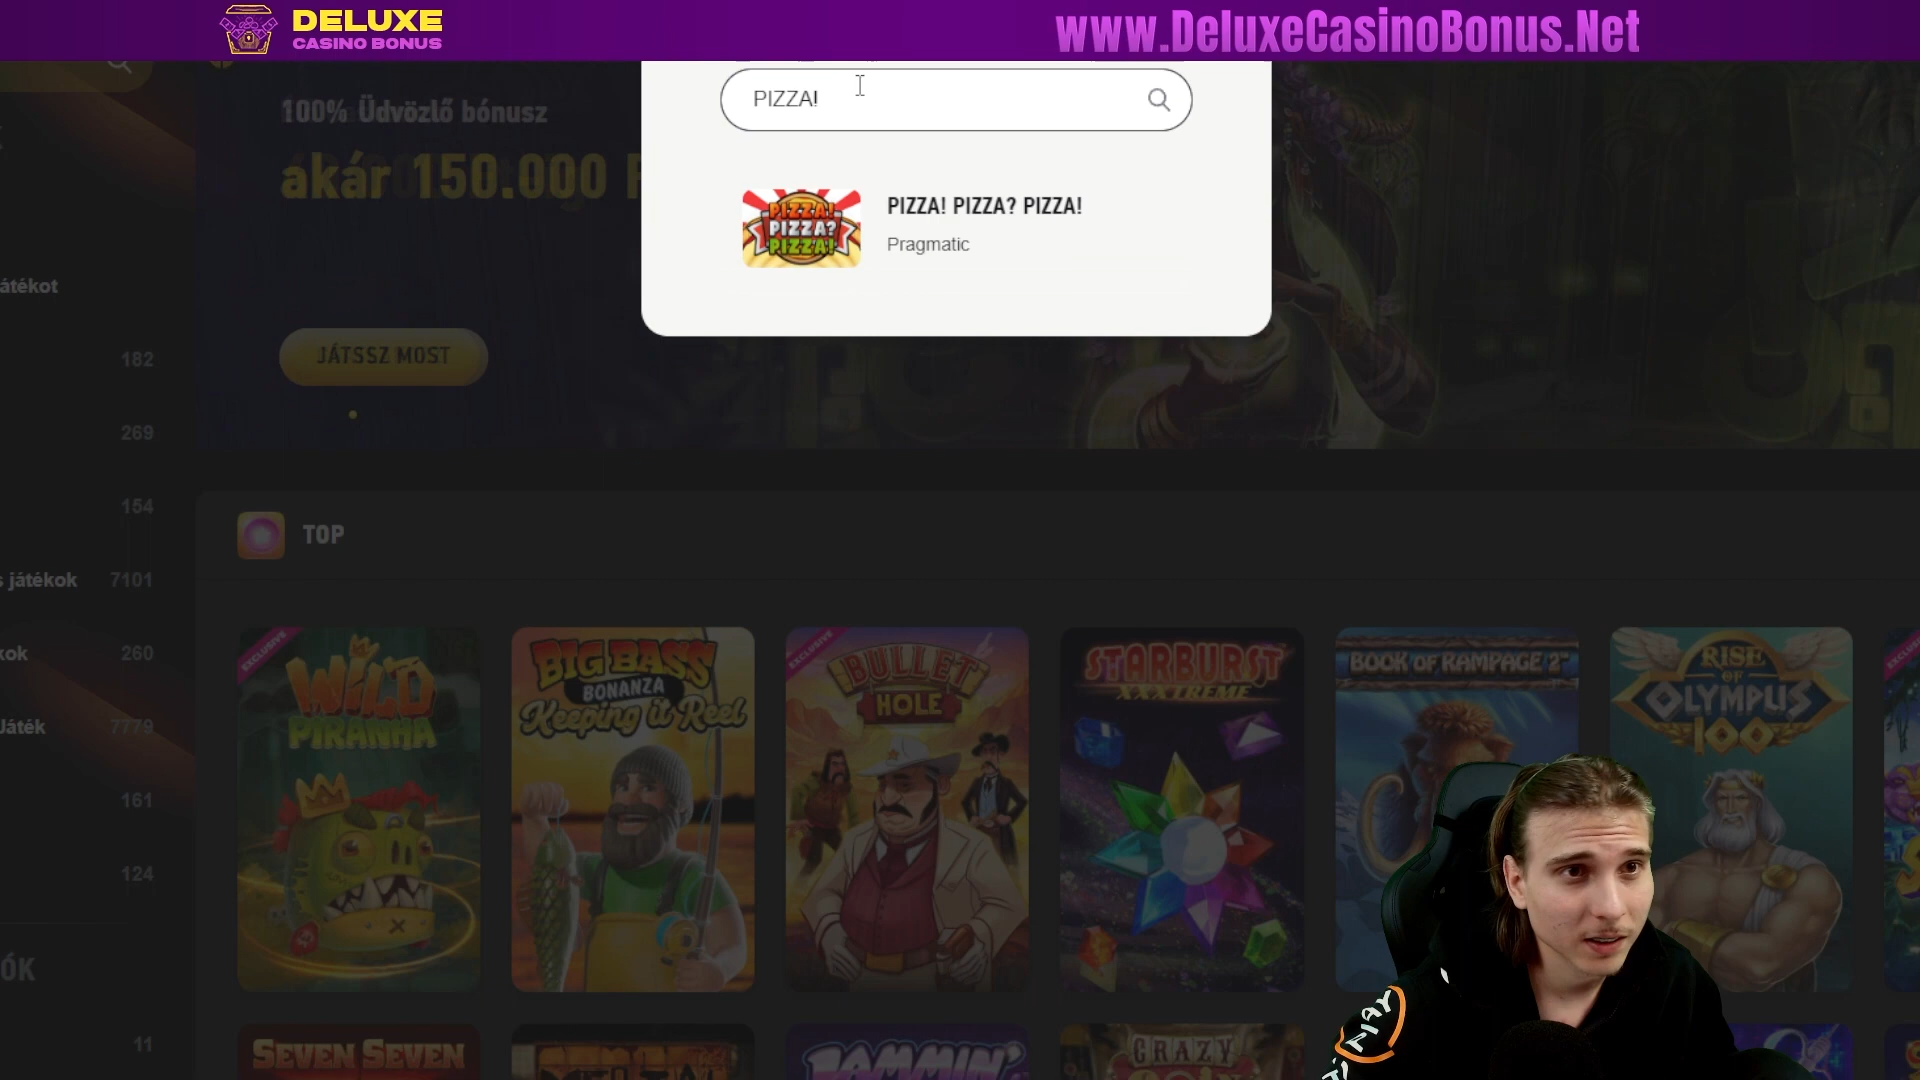 DELUXE
CASINO BONUS
www.DeluxeCasinoBonus.Net
PIZZA!
100% Üdvözlő bónusz
akár 150.000 F
PIZZA!
PIZZA?
PIZZA!
PIZZA! PIZZA? PIZZA!
Pragmatic
átékot
JÁTSSZ MOST
182
269
154
TOP
s játékok 7101
kok 260
Játék 7779
161
124
ÓK
11
EXCLUSIVE
WILD
PIRANHA
BIG BASS
BONANZA
Keeping it Reel
EXCLUSIVE
BULLET
HOLE
STARBURST
XXXTREME
BOOK OF RAMPAGE 2
RISE
OF
OLYMPUS
100
SEVEN SEVEN
JAMMIN'
CRAZY